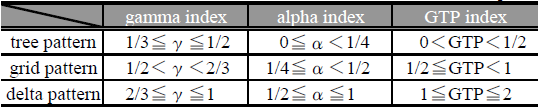 gamma index alpha index GTP index
tree pattern 1/3≦ γ ≦1/2 0≦ α <1/4 0<GTP<1/2
grid pattern 1/2< γ <2/3 1/4≦ α <1/2 1/2≦GTP<1
delta pattern 2/3≦ γ ≦1 1/2≦ α ≦1 1≦GTP≦2